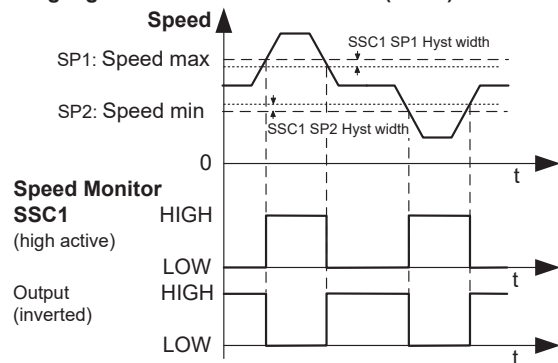 Speed
SSC1 SP1 Hyst width
SP1: Speed max
SP2: Speed min
SSC1 SP2 Hyst width
0
t
Speed Monitor
SSC1
HIGH
(high active)
LOW
t
Output
HIGH
(inverted)
LOW
t